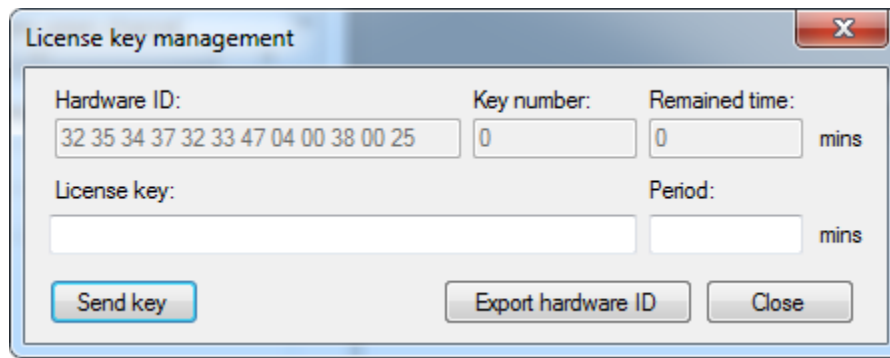 License key management
Hardware ID: Key number: Remained time:
32 35 34 37 32 33 47 04 00 38 00 25 0 0 mins
License key: Period:
mins
Send key Export hardware ID Close